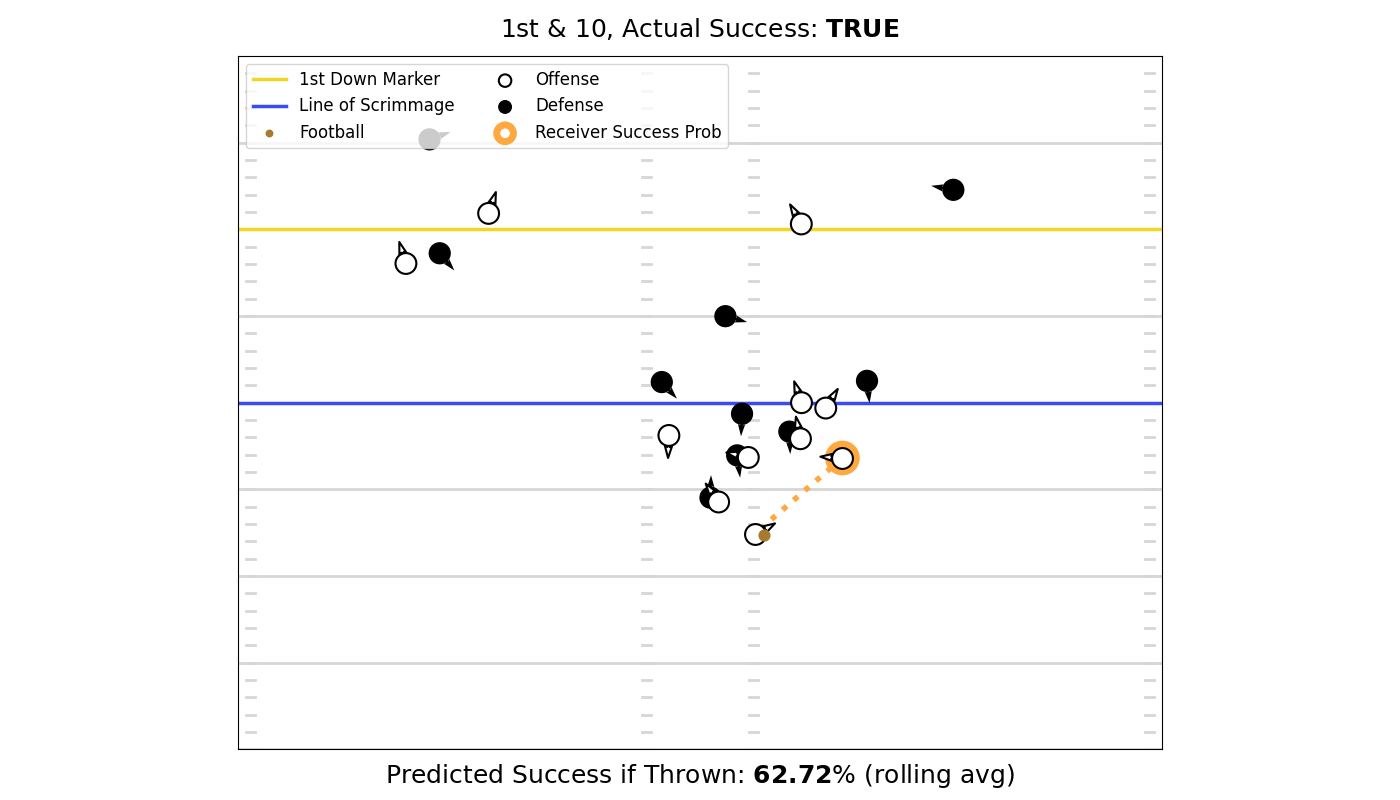 1st & 10, Actual Success: TRUE
1st Down Marker
Line of Scrimmage
Football
Offense
Defense
Receiver Success Prob
Predicted Success if Thrown: 62.72% (rolling avg)